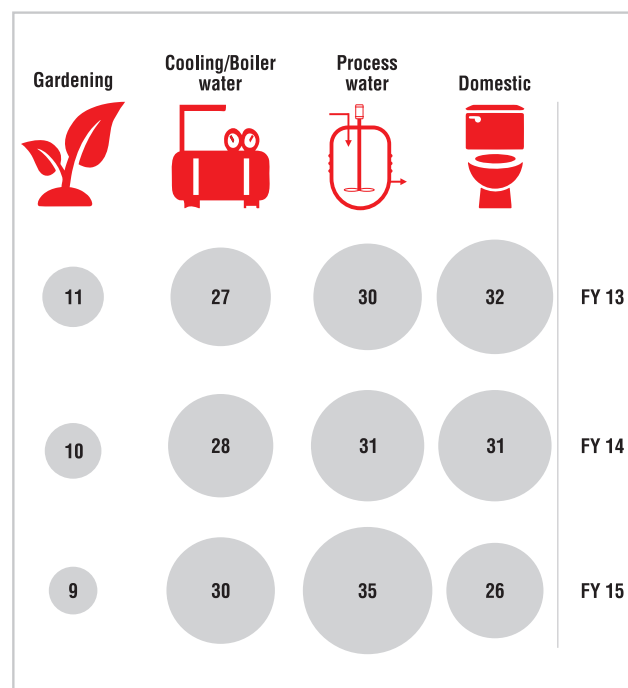 Gardening
Cooling/Boiler
water
Process
water
Domestic
11 27 30 32 FY 13
10 28 31 31 FY 14
9 30 35 26 FY 15